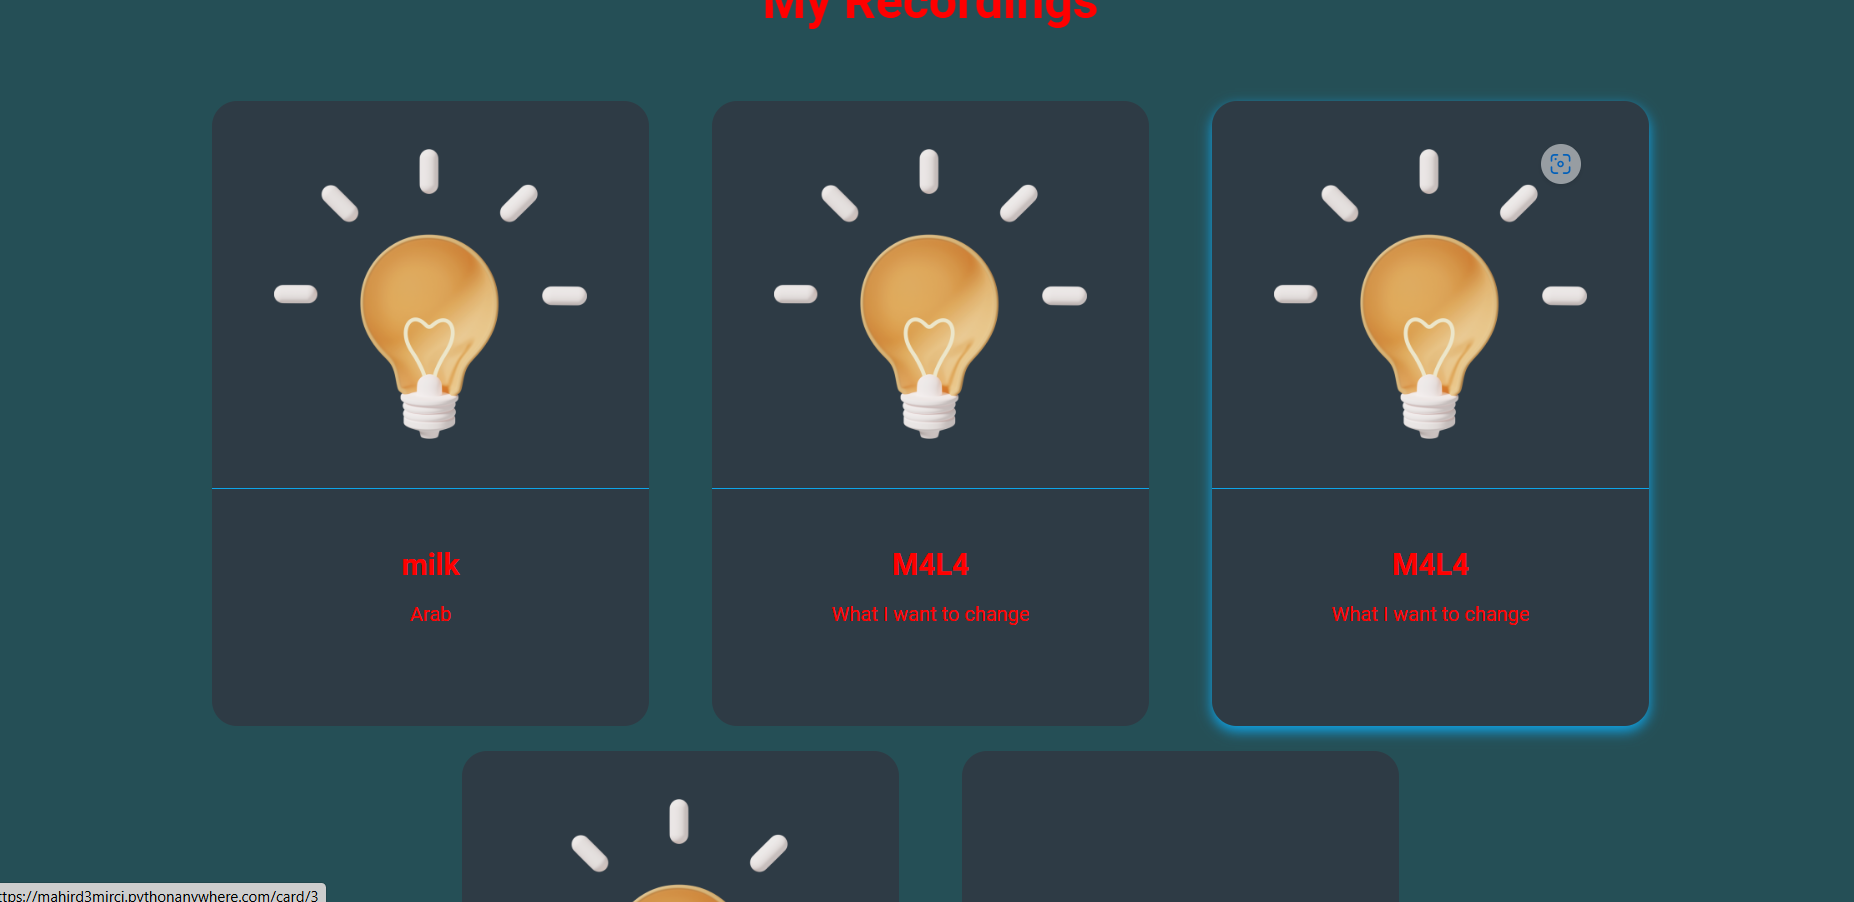 My Recordings
milk
Arab
M4L4
What I want to change
M4L4
What I want to change
ttps://mahird3mirci.pythonanywhere.com/card/3